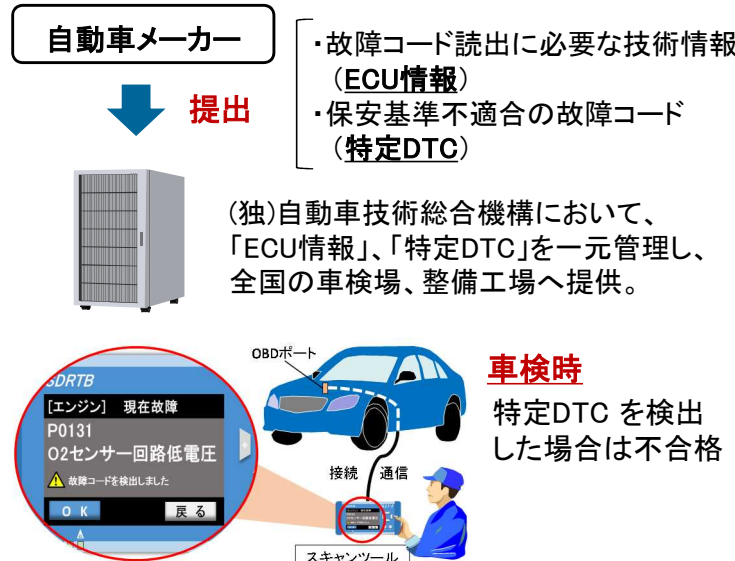 自動車メーカー
・故障コード読出に必要な技術情報
（ECU情報）
・保安基準不適合の故障コード
（特定DTC）
提出
(独)自動車技術総合機構において、
「ECU情報」、「特定DTC」を一元管理し、
全国の車検場、整備工場へ提供。
OBDポート
DRTB
[エンジン] 現在故障
P0131
O2センサー回路低電圧
故障コードを検出しました
OK
戻る
車検時
特定DTC を検出
した場合は不合格
接続 通信
スキャンツール